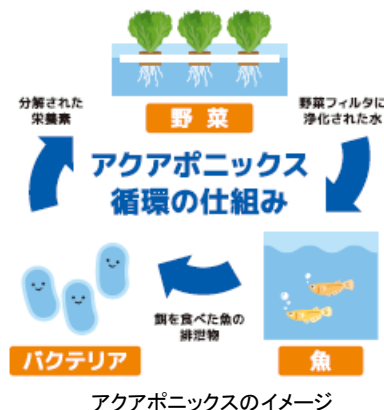 野菜
分解された
栄養素
野菜フィルタに
浄化された水
アクアポニックス
循環の仕組み
餌を食べた魚の
排泄物
バクテリア
魚
アクアポニックスのイメージ